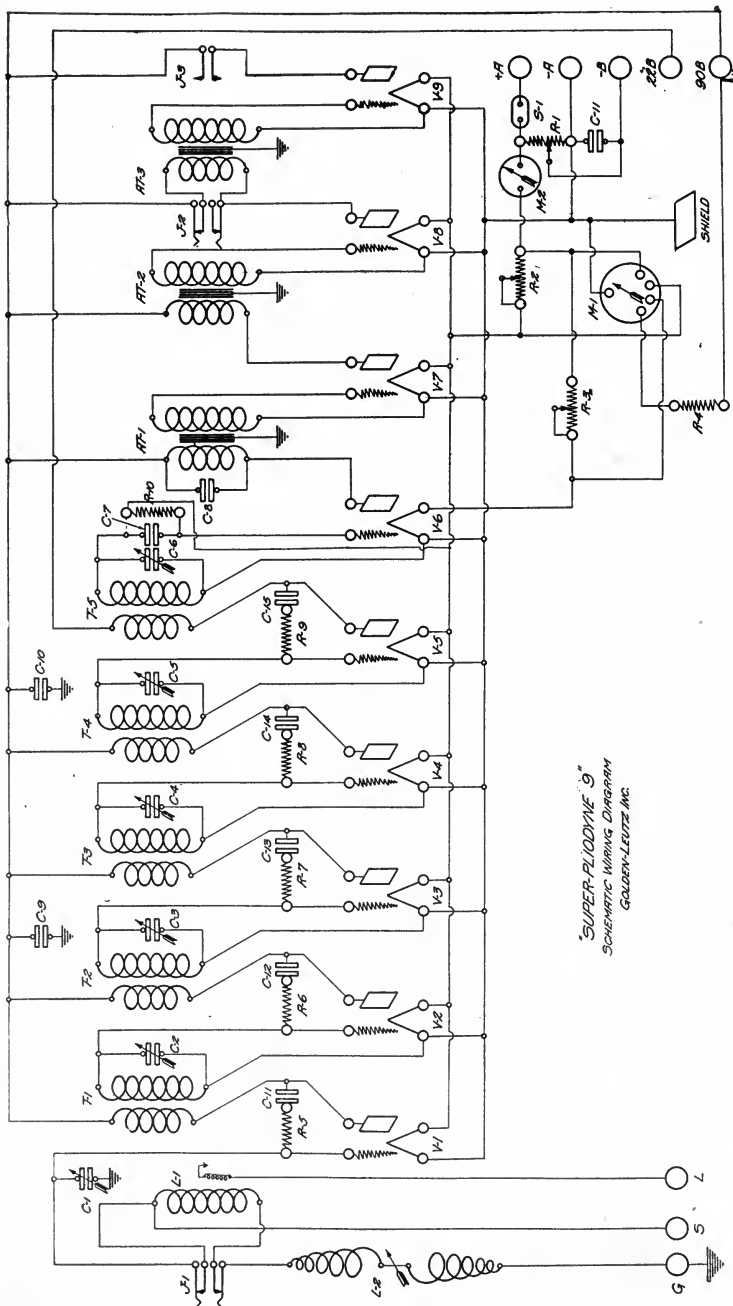 J-3
AT-3
J-2
AT-2
AT-1
C-7
R-10
C-8
C-6
T-5
C-10
C-5
T-4
C-4
T-3
C-9
C-3
T-2
C-2
T-1
C-1
L-1
J-1
L-2
V-9
V-8
V-7
V-6
C-15
R-9
V-5
C-14
R-8
V-4
C-13
R-7
V-3
C-12
R-6
V-2
C-11
R-5
V-1
+A
-A
-B
22B
90B
S-1
R-1
C-11
M-2
R-2
M-1
SHIELD
R-3
R-4
"SUPER-PLIODYNE 9"
SCHEMATIC WIRING DIAGRAM
GOLDEN-LEUTZ INC.
L
S
G